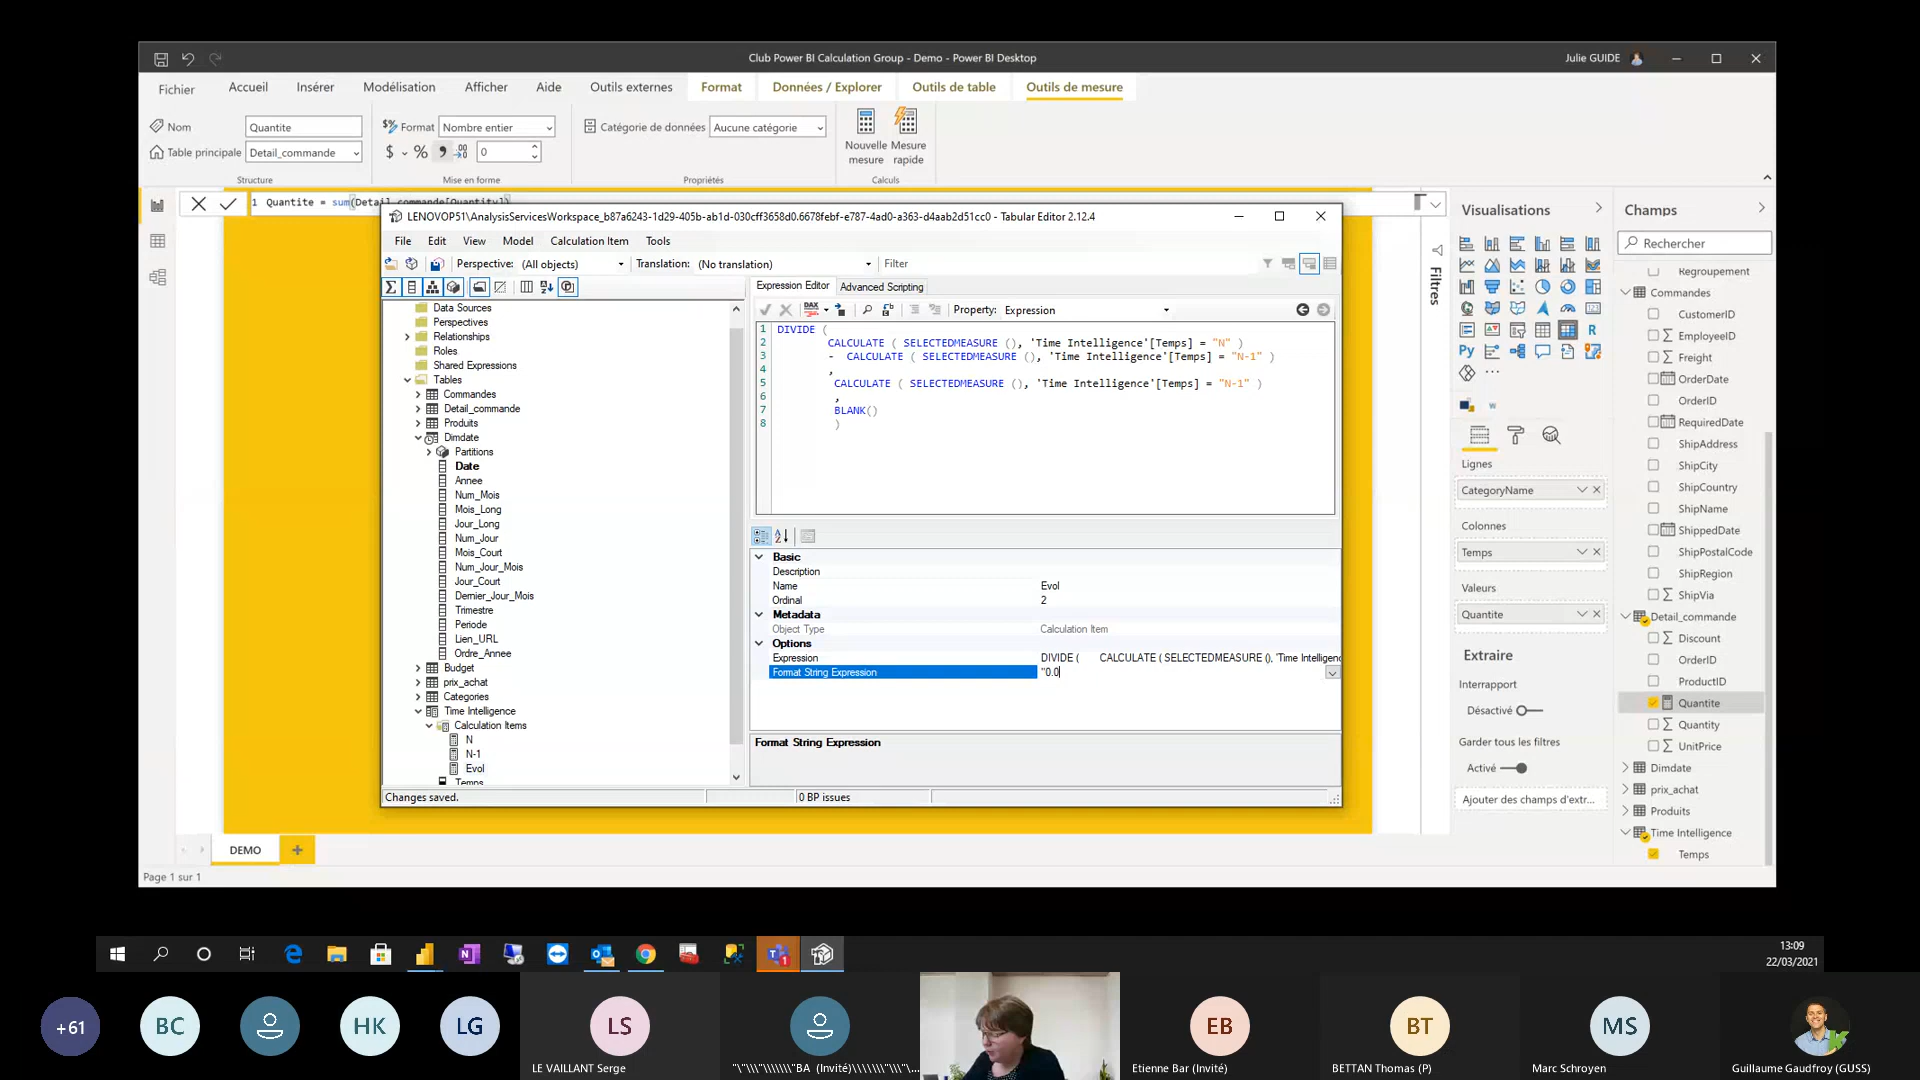 Club Power BI Calculation Group - Demo - Power BI Desktop
Julie GUIDE
Fichier
Accueil
Insérer
Modélisation
Afficher
Aide
Outils externes
Format
Données / Explorer
Outils de table
Outils de mesure
Nom
Quantite
Format
Nombre entier
Catégorie de données
Aucune catégorie
Table principale
Detail_commande
$
%
0
Nouvelle mesure
Mesure rapide
Structure
Mise en forme
Propriétés
Calculs
1 Quantite = sum(Detail_commande[Quantity])
LENOVOP51\AnalysisServicesWorkspace_b87a6243-1d29-405b-ab1d-030cff3658d0.6678febf-e787-4ad0-a363-d4aab2d51cc0 - Tabular Editor 2.12.4
File
Edit
View
Model
Calculation Item
Tools
Perspective:
(All objects)
Translation:
(No translation)
Filter
Data Sources
Perspectives
Relationships
Roles
Shared Expressions
Tables
Commandes
Detail_commande
Produits
Dimdate
Partitions
Date
Annee
Num_Mois
Mois_Long
Jour_Long
Num_Jour
Mois_Court
Num_Jour_Mois
Jour_Court
Dernier_Jour_Mois
Trimestre
Periode
Lien_URL
Ordre_Annee
Budget
prix_achat
Categories
Time Intelligence
Calculation Items
N
N-1
Evol
Temps
Changes saved.
0 BP issues
Expression Editor
Advanced Scripting
DAX
Property:
Expression
1 DIVIDE (
2 CALCULATE ( SELECTEDMEASURE (), 'Time Intelligence'[Temps] = "N" )
3 - CALCULATE ( SELECTEDMEASURE (), 'Time Intelligence'[Temps] = "N-1" )
4 ,
5 CALCULATE ( SELECTEDMEASURE (), 'Time Intelligence'[Temps] = "N-1" )
6 ,
7 BLANK()
8 )
Basic
Description
Name
Evol
Ordinal
2
Metadata
Object Type
Calculation Item
Options
Expression
DIVIDE ( CALCULATE ( SELECTEDMEASURE (), 'Time Intelligenc
Format String Expression
"0.0
Format String Expression
Filtres
Visualisations
R
Py
Lignes
CategoryName
Colonnes
Temps
Valeurs
Quantite
Extraire
Interrapport
Désactivé
Garder tous les filtres
Activé
Ajouter des champs d'extr...
Champs
Rechercher
Regroupement
Commandes
CustomerID
EmployeeID
Freight
OrderDate
OrderID
RequiredDate
ShipAddress
ShipCity
ShipCountry
ShipName
ShippedDate
ShipPostalCode
ShipRegion
ShipVia
Detail_commande
Discount
OrderID
ProductID
Quantite
Quantity
UnitPrice
Dimdate
prix_achat
Produits
Time Intelligence
Temps
DEMO
Page 1 sur 1
13:09
22/03/2021
+61
BC
HK
LG
LS
LE VAILLANT Serge
"\"\\\"\\\\\\\"BA (Invité)\\\\\\\"\\\"\...
EB
Etienne Bar (Invité)
BT
BETTAN Thomas (P)
MS
Marc Schroyen
Guillaume Gaudfroy (GUSS)